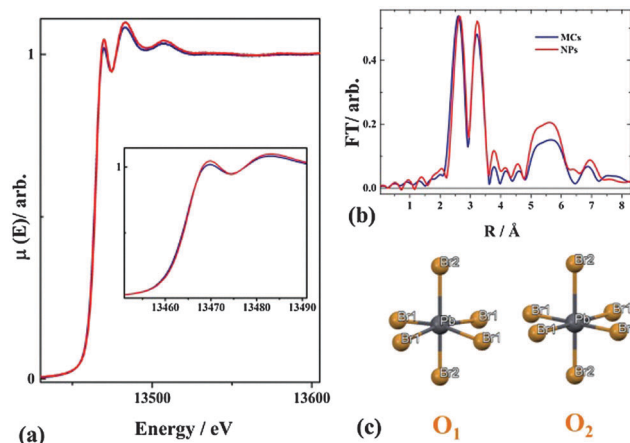 1
0
μ (E)/ arb.
13500
13600
Energy / eV
(a)
1
13460
13470
13480
13490
0.4
0.2
0.0
FT/ arb.
MCs
NPs
1 2 3 4 5 6 7 8
R / Å
(b)
Br2
Br2
Br1
Pb
Br1
Br1
Pb
Br1
Br1
Br1
Br1
Br
Br2
Br2
(c)
O₁
O₂